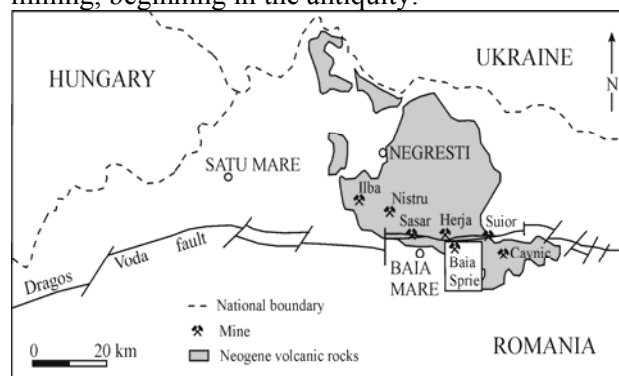 mining, beginning in the antiquity.
HUNGARY
UKRAINE
N
SATU MARE
NEGRESTI
Ilba
Nistru
Sasar
Herja
Suior
Dragos Voda fault
BAIA
MARE
Baia
Sprie
Cavnic
National boundary
Mine
Neogene volcanic rocks
0 20 km
ROMANIA